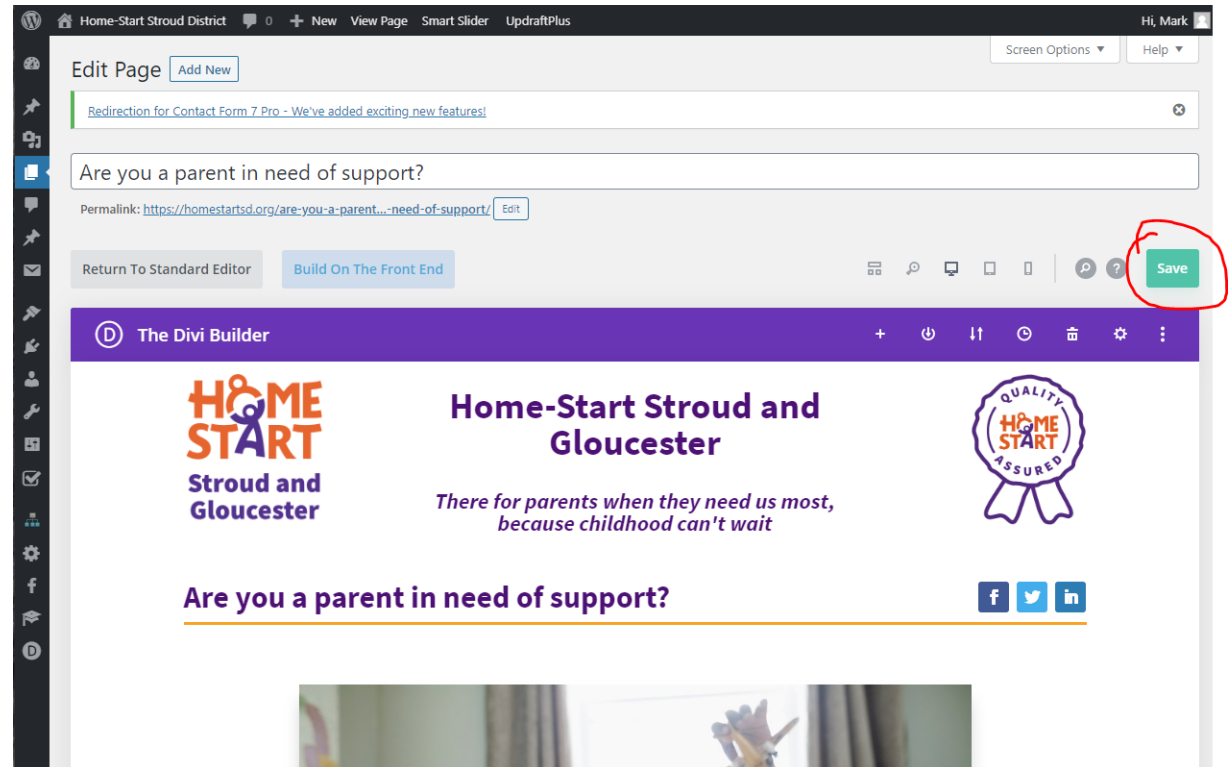 Home-Start Stroud District 0 New View Page Smart Slider UpdraftPlus Hi, Mark
Screen Options Help
Edit Page Add New
Redirection for Contact Form 7 Pro - We've added exciting new features!
Are you a parent in need of support?
Permalink: https://homestartsd.org/are-you-a-parent...-need-of-support/ Edit
Return To Standard Editor Build On The Front End ? Save
D The Divi Builder
HOME
START
Stroud and
Gloucester
Home-Start Stroud and
Gloucester
There for parents when they need us most,
because childhood can't wait
QUALITY
HOME
START
ASSURED
Are you a parent in need of support? f in